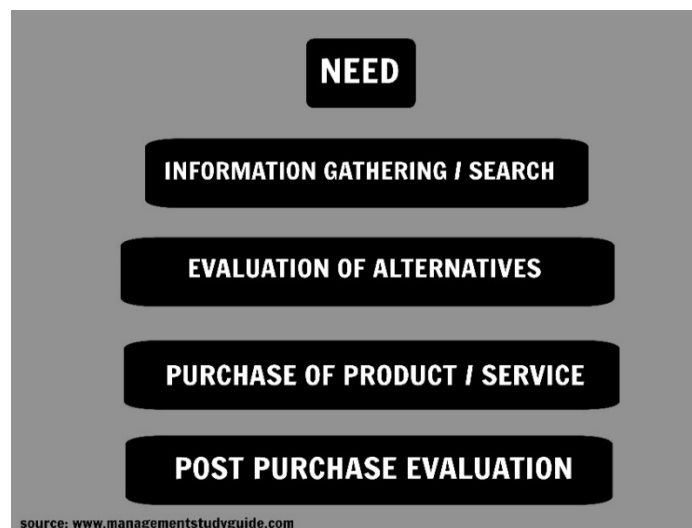 NEED
INFORMATION GATHERING / SEARCH
EVALUATION OF ALTERNATIVES
PURCHASE OF PRODUCT / SERVICE
POST PURCHASE EVALUATION
source: www.managementstudyguide.com